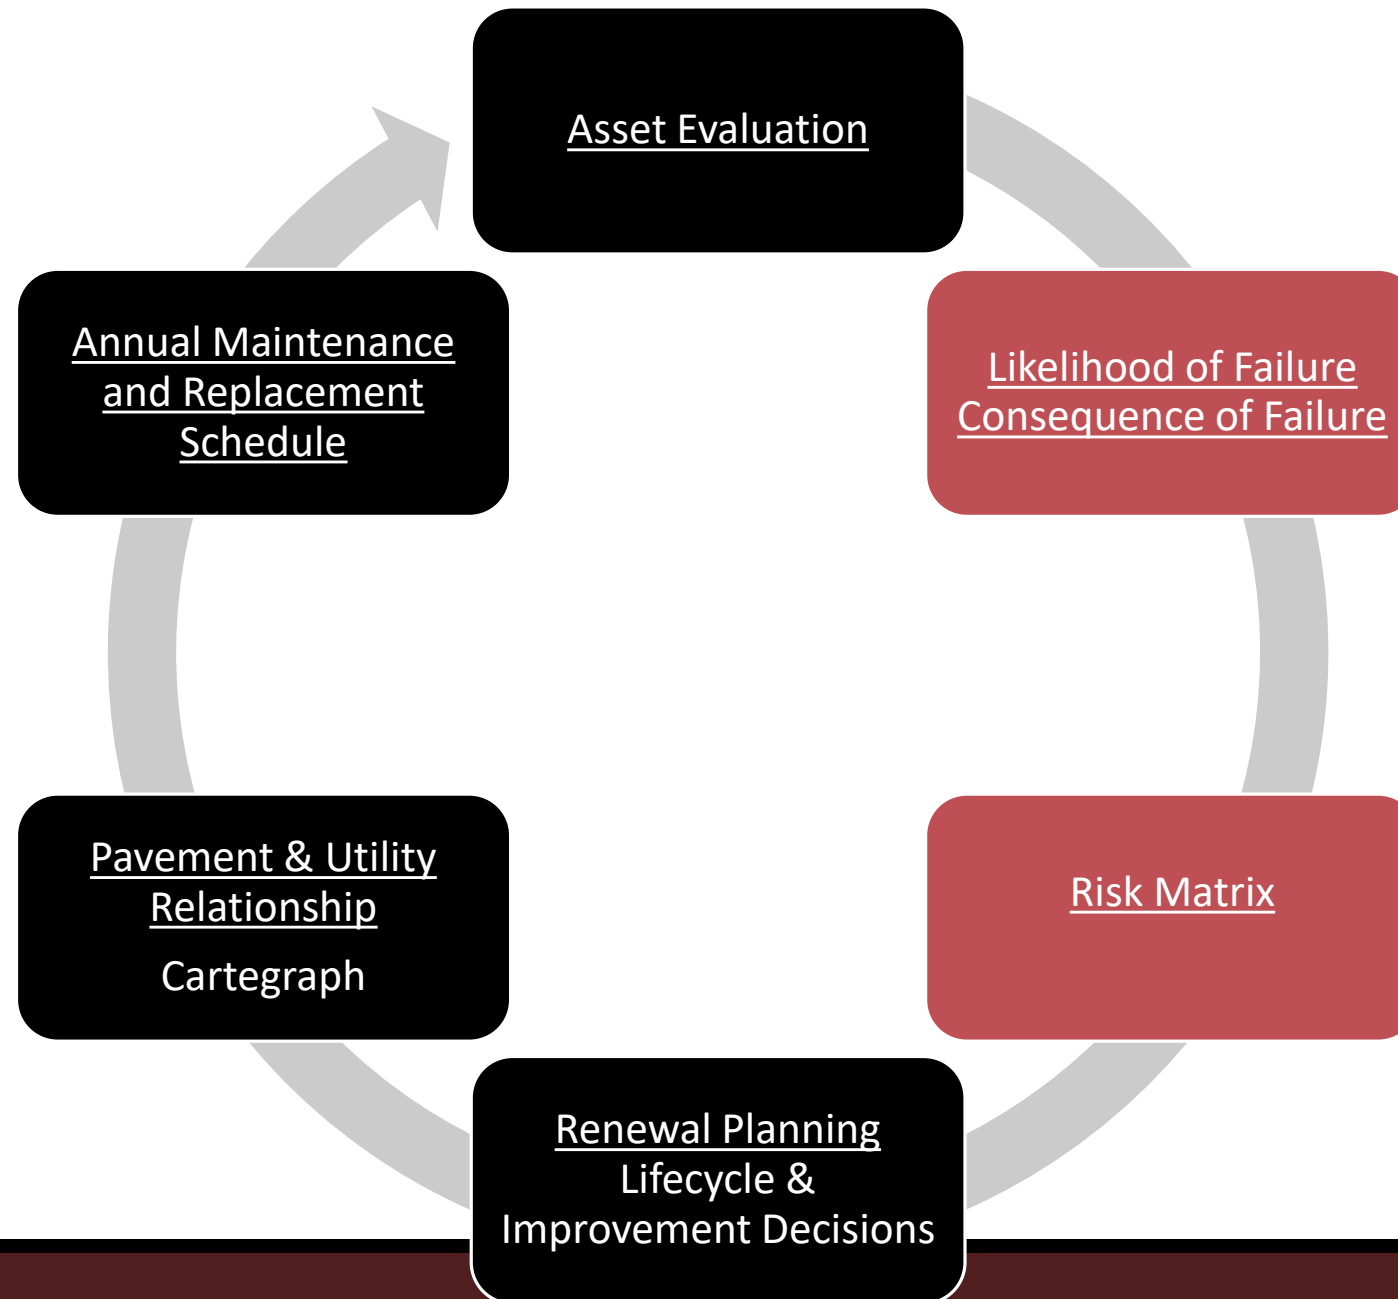 Asset Evaluation
Likelihood of Failure
Consequence of Failure
Risk Matrix
Renewal Planning
Lifecycle &
Improvement Decisions
Pavement & Utility
Relationship
Cartegraph
Annual Maintenance
and Replacement
Schedule